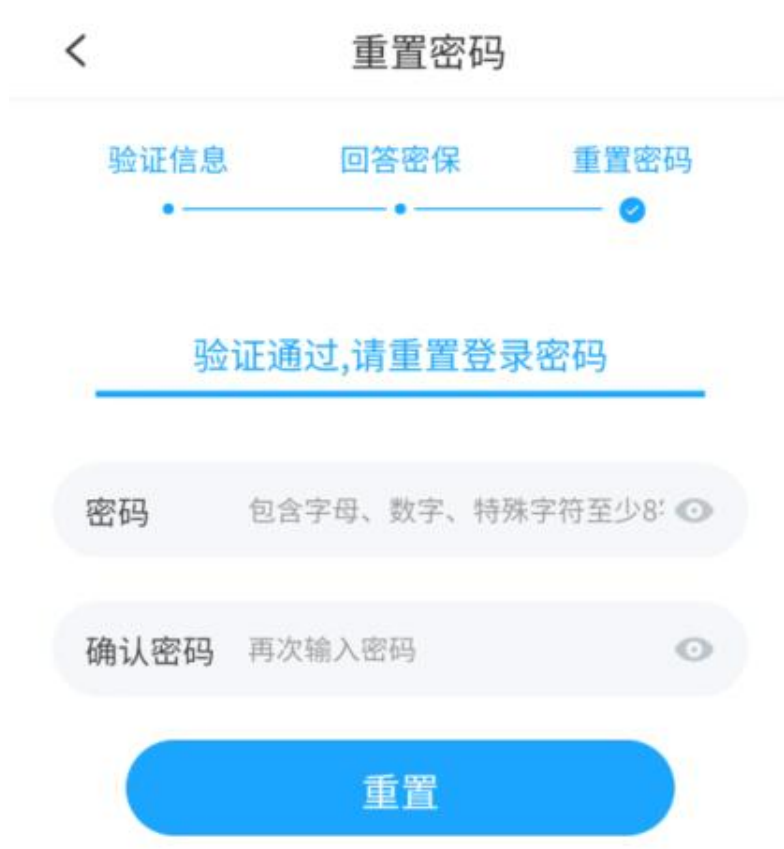 重置密码
验证信息 回答密保 重置密码
验证通过,请重置登录密码
密码 包含字母、数字、特殊字符至少8
确认密码 再次输入密码
重置